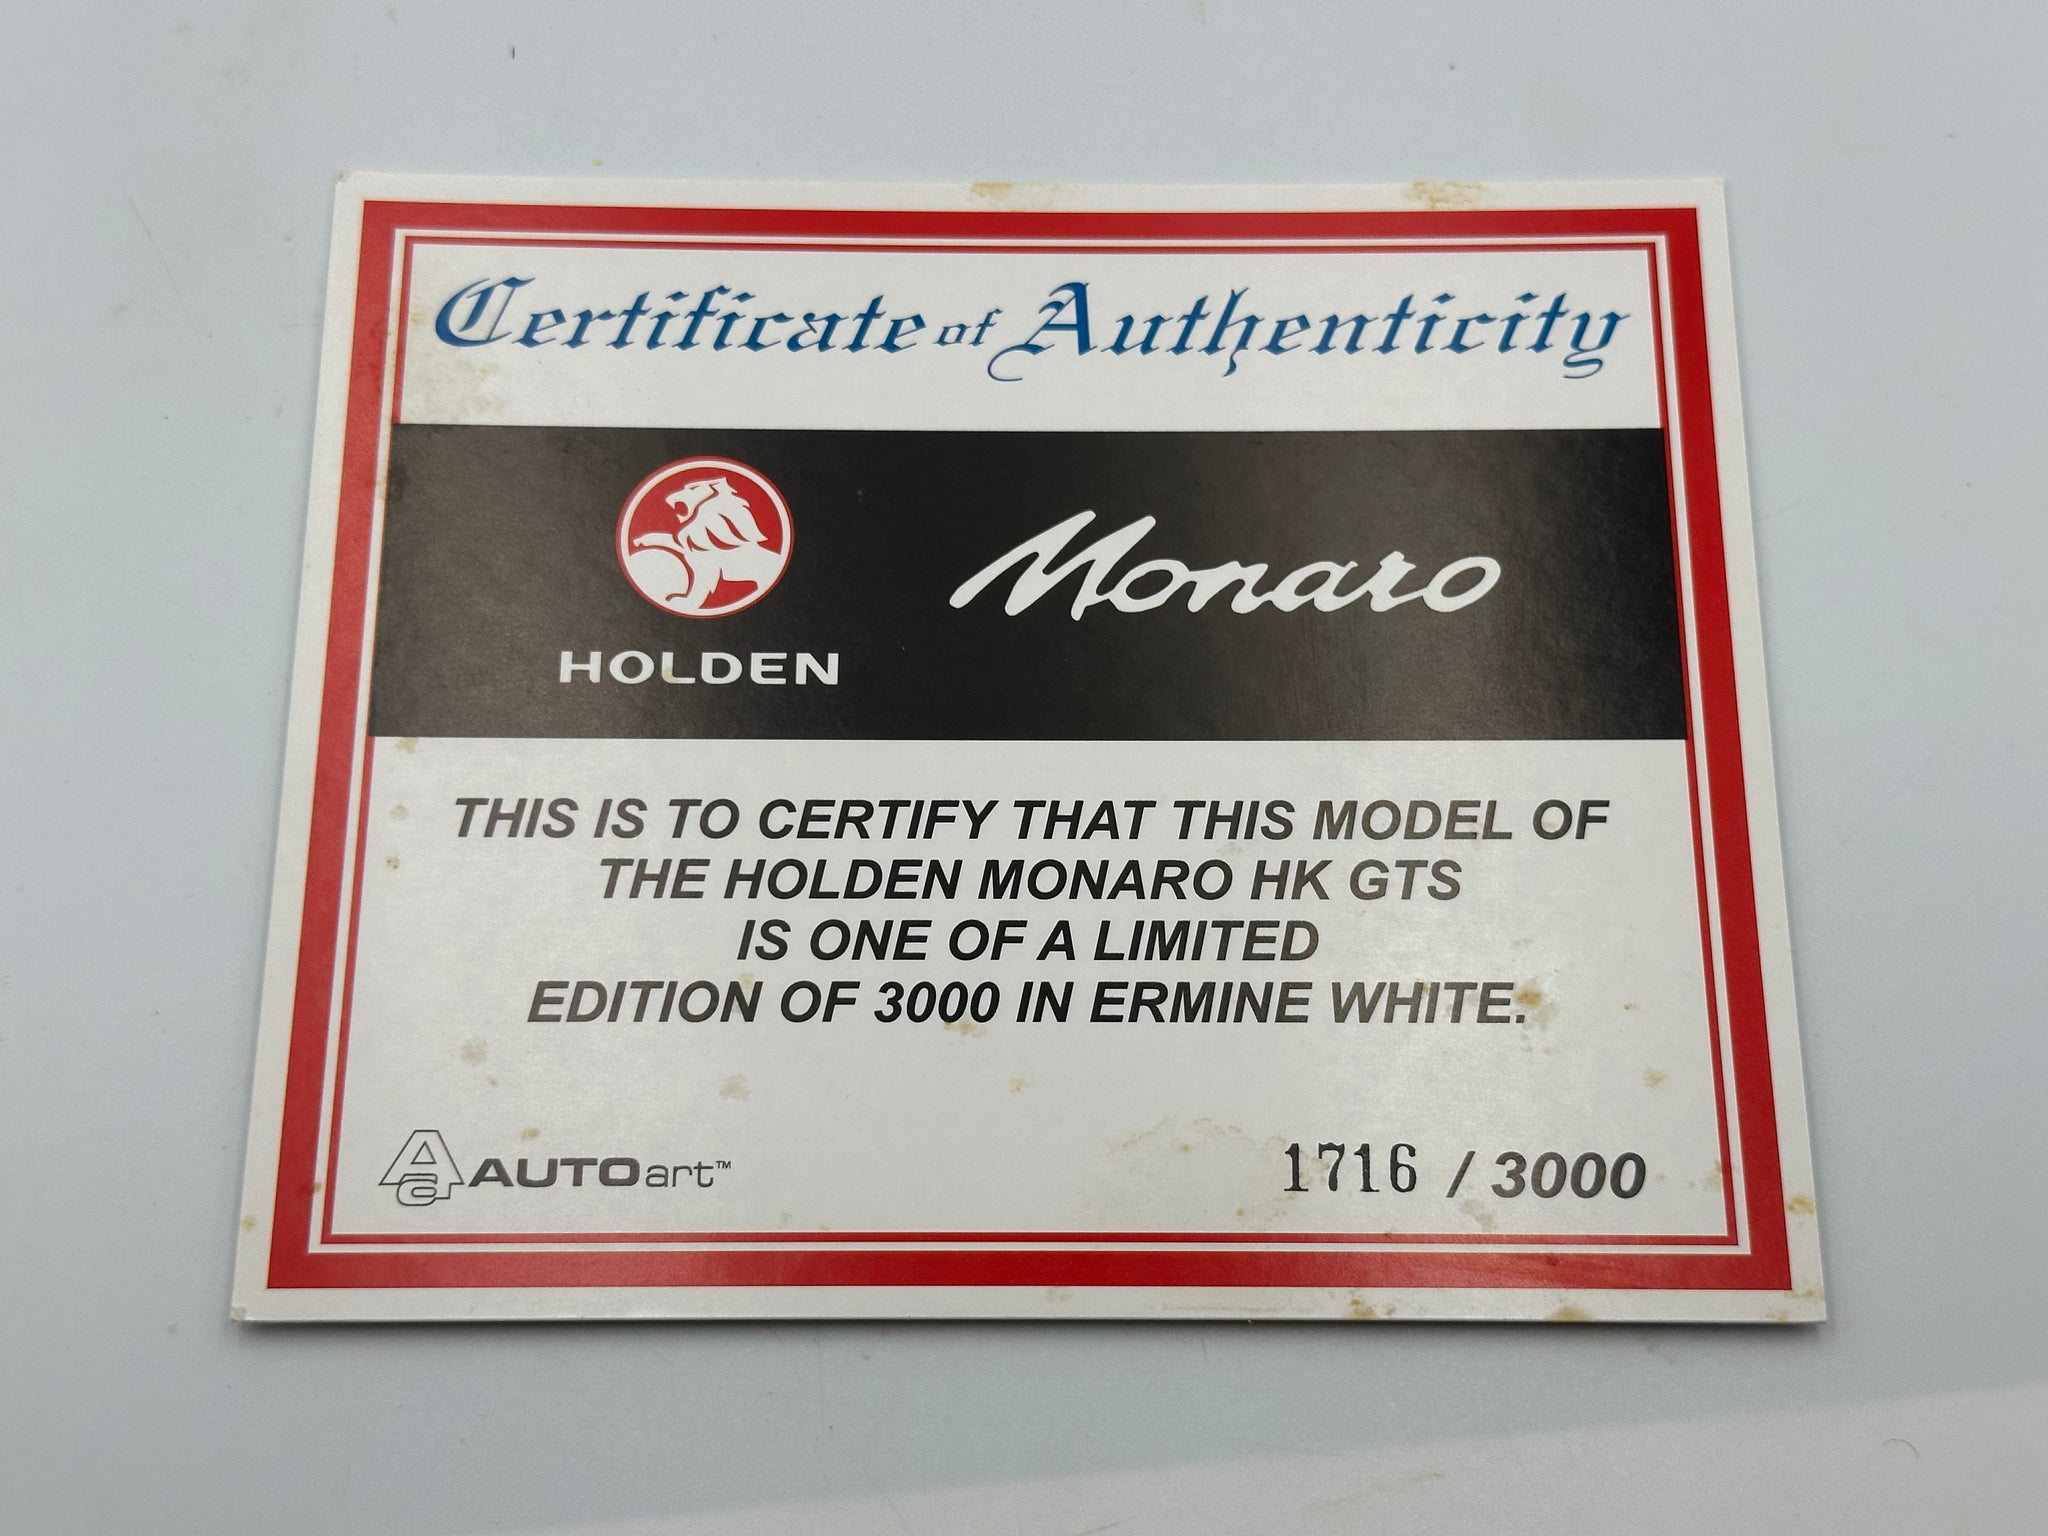 Certificate of Authenticity
HOLDEN
Monaro
THIS IS TO CERTIFY THAT THIS MODEL OF
THE HOLDEN MONARO HK GTS
IS ONE OF A LIMITED
EDITION OF 3000 IN ERMINE WHITE.
AUTOart™
1716 / 3000